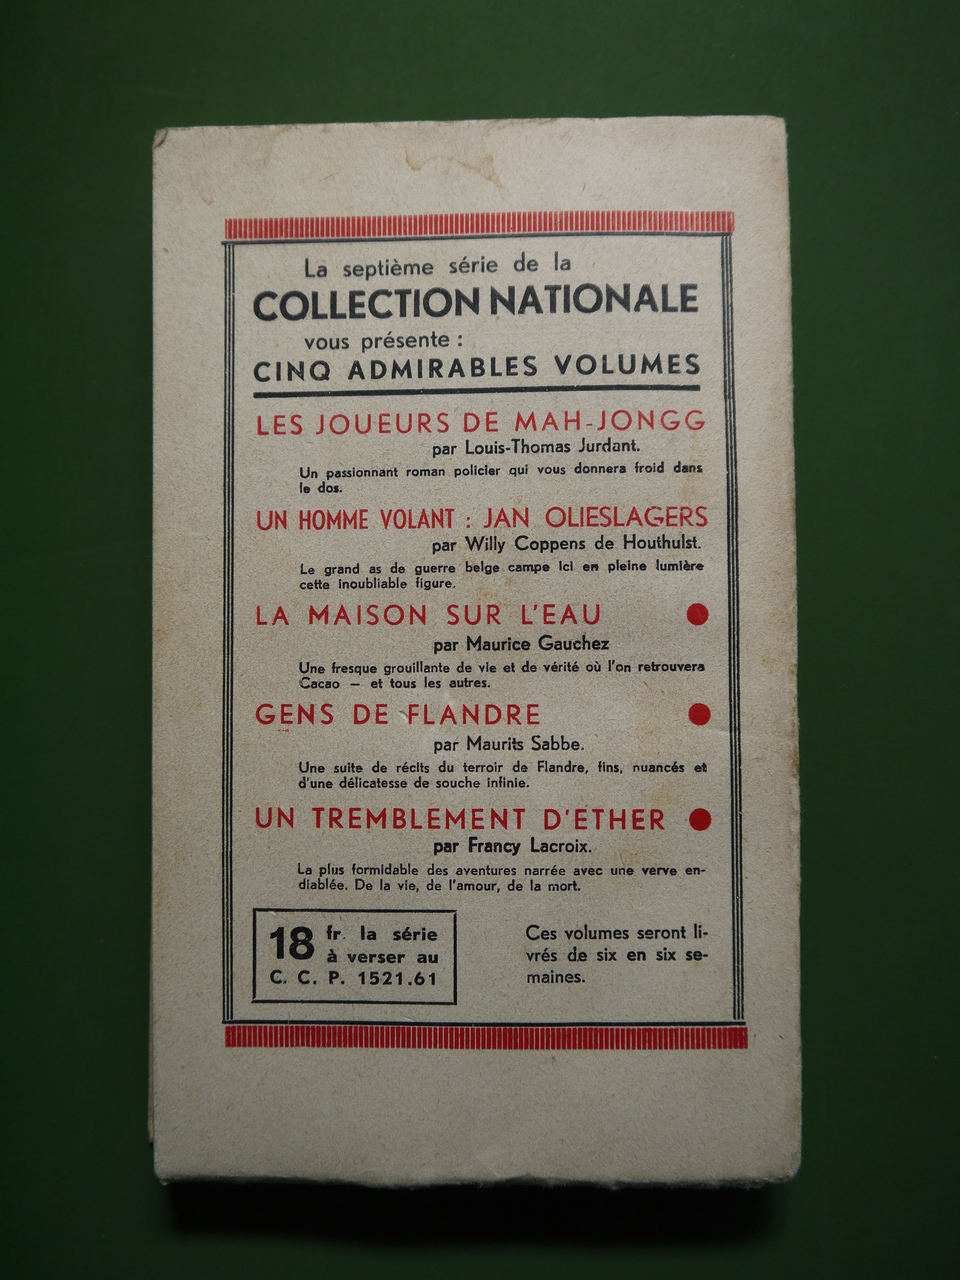 La septième série de la
COLLECTION NATIONALE
vous présente :
CINQ ADMIRABLES VOLUMES
LES JOUEURS DE MAH-JONGG
par Louis-Thomas Jurdant.
Un passionnant roman policier qui vous donnera froid dans
le dos.
UN HOMME VOLANT : JAN OLIESLAGERS
par Willy Coppens de Houthulst.
Le grand as de guerre belge campe ici en pleine lumière
cette inoubliable figure.
LA MAISON SUR L'EAU
par Maurice Gauchez
Une fresque grouillante de vie et de vérité où l'on retrouvera
Cacao — et tous les autres.
GENS DE FLANDRE
par Maurits Sabbe.
Une suite de récits du terroir de Flandre, fins, nuancés et
d'une délicatesse de souche infinie.
UN TREMBLEMENT D'ETHER
par Francy Lacroix.
La plus formidable des aventures narrée avec une verve en-
diablée. De la vie, de l'amour, de la mort.
18 fr. la série
à verser au
C. C. P. 1521.61
Ces volumes seront li-
vrés de six en six se-
maines.